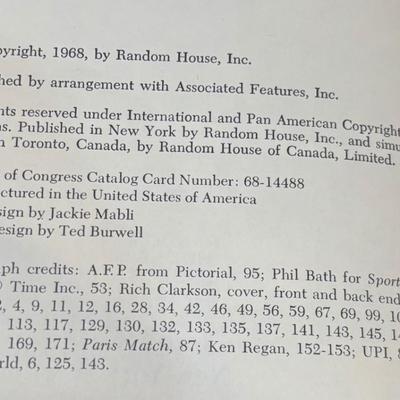 pyright, 1968, by Random House, Inc.
hed by arrangement with Associated Features, Inc.
nts reserved under International and Pan American Copyright
ns. Published in New York by Random House, Inc., and simu
n Toronto, Canada, by Random House of Canada, Limited.
of Congress Catalog Card Number: 68-14488
ctured in the United States of America
sign by Jackie Mabli
esign by Ted Burwell
ph credits: A.F.P. from Pictorial, 95; Phil Bath for Sport
© Time Inc., 53; Rich Clarkson, cover, front and back end
2, 4, 9, 11, 12, 16, 28, 34, 42, 46, 49, 56, 59, 67, 69, 99, 10
113, 117, 129, 130, 132, 133, 135, 137, 141, 143, 145, 14
169, 171; Paris Match, 87; Ken Regan, 152-153; UPI, 8
rld, 6, 125, 143.